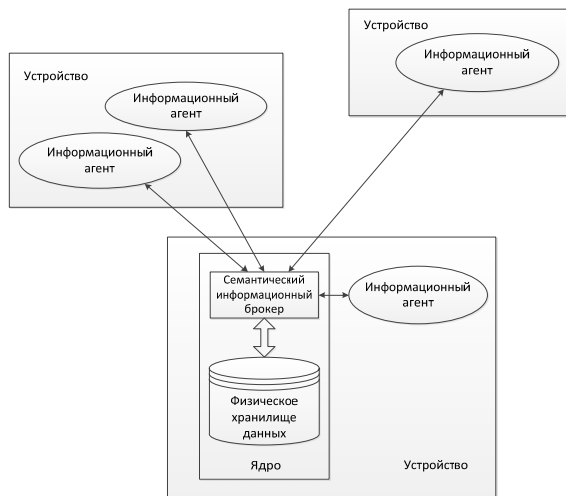 Устройство
Информационный
агент
Информационный
агент
Устройство
Информационный
агент
Семантический
информационный
брокер
Информационный
агент
Физическое
хранилище
данных
Ядро
Устройство